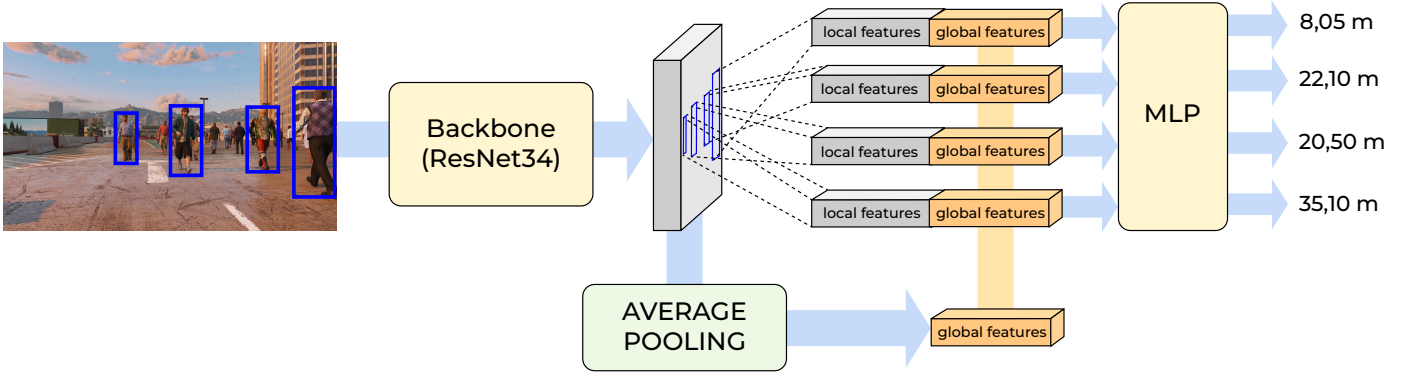 local features global features
8,05 m
local features global features
22,10 m
Backbone
(ResNet34)
MLP
local features global features
20,50 m
local features global features
35,10 m
AVERAGE
POOLING
global features